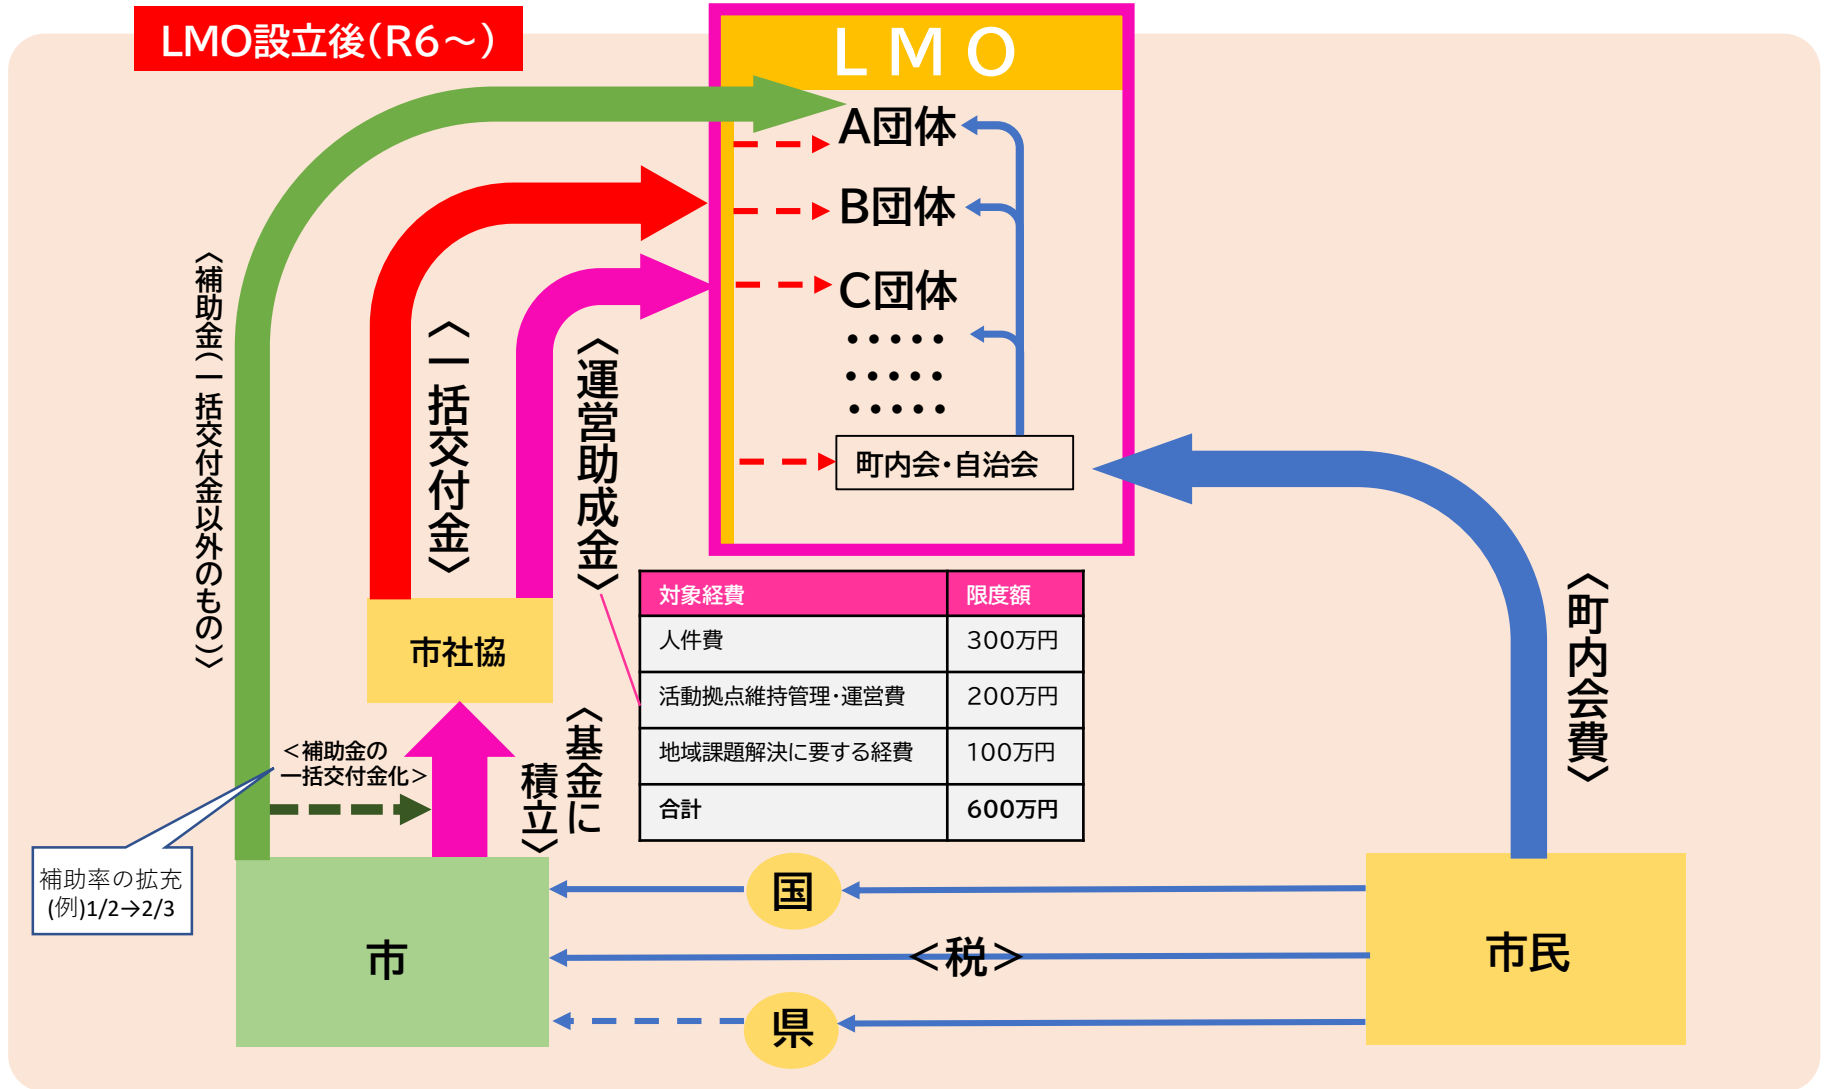 LMO設立後(R6～)
ＬＭＯ
A団体
B団体
C団体
・・・・・
・・・・・
・・・・・
町内会・自治会
〈補助金(一括交付金以外のもの)〉
〈一括交付金〉
〈運営助成金〉
〈町内会費〉
対象経費 限度額
人件費 300万円
活動拠点維持管理・運営費 200万円
地域課題解決に要する経費 100万円
合計 600万円
市社協
〈基金に
積立〉
＜補助金の
一括交付金化＞
補助率の拡充
(例)1/2→2/3
市
国
＜税＞
県
市民